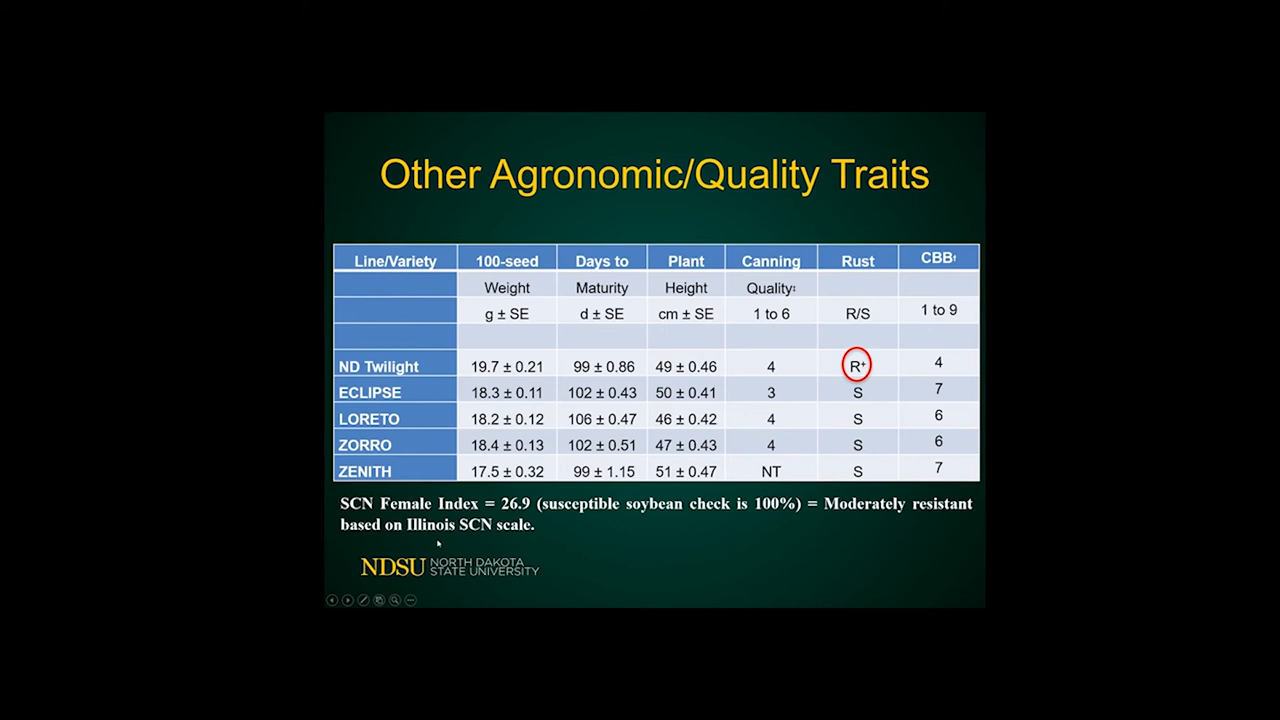 Other Agronomic/Quality Traits
Line/Variety 100-seed Days to Plant Canning Rust CBB†
Weight Maturity Height Quality‡
g ± SE d ± SE cm ± SE 1 to 6 R/S 1 to 9
ND Twilight 19.7 ± 0.21 99 ± 0.86 49 ± 0.46 4 R+ 4
ECLIPSE 18.3 ± 0.11 102 ± 0.43 50 ± 0.41 3 S 7
LORETO 18.2 ± 0.12 106 ± 0.47 46 ± 0.42 4 S 6
ZORRO 18.4 ± 0.13 102 ± 0.51 47 ± 0.43 4 S 6
ZENITH 17.5 ± 0.32 99 ± 1.15 51 ± 0.47 NT S 7
SCN Female Index = 26.9 (susceptible soybean check is 100%) = Moderately resistant
based on Illinois SCN scale.
NDSU NORTH DAKOTA
STATE UNIVERSITY